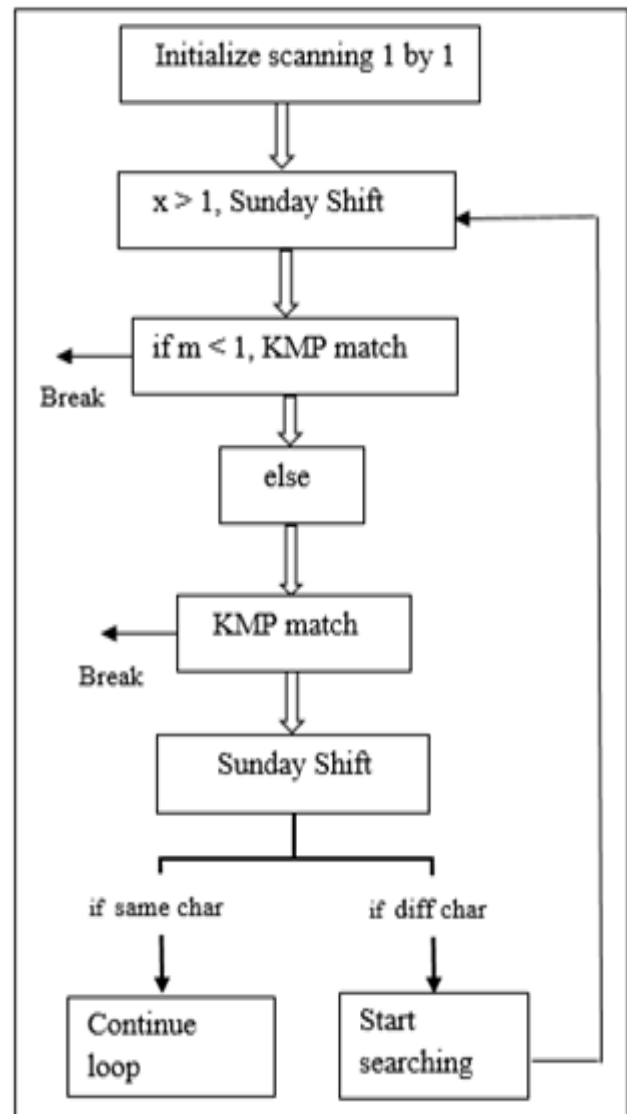 Initialize scanning 1 by 1
x > 1, Sunday Shift
if m < 1, KMP match
Break
else
KMP match
Break
Sunday Shift
if same char
if diff char
Continue
loop
Start
searching